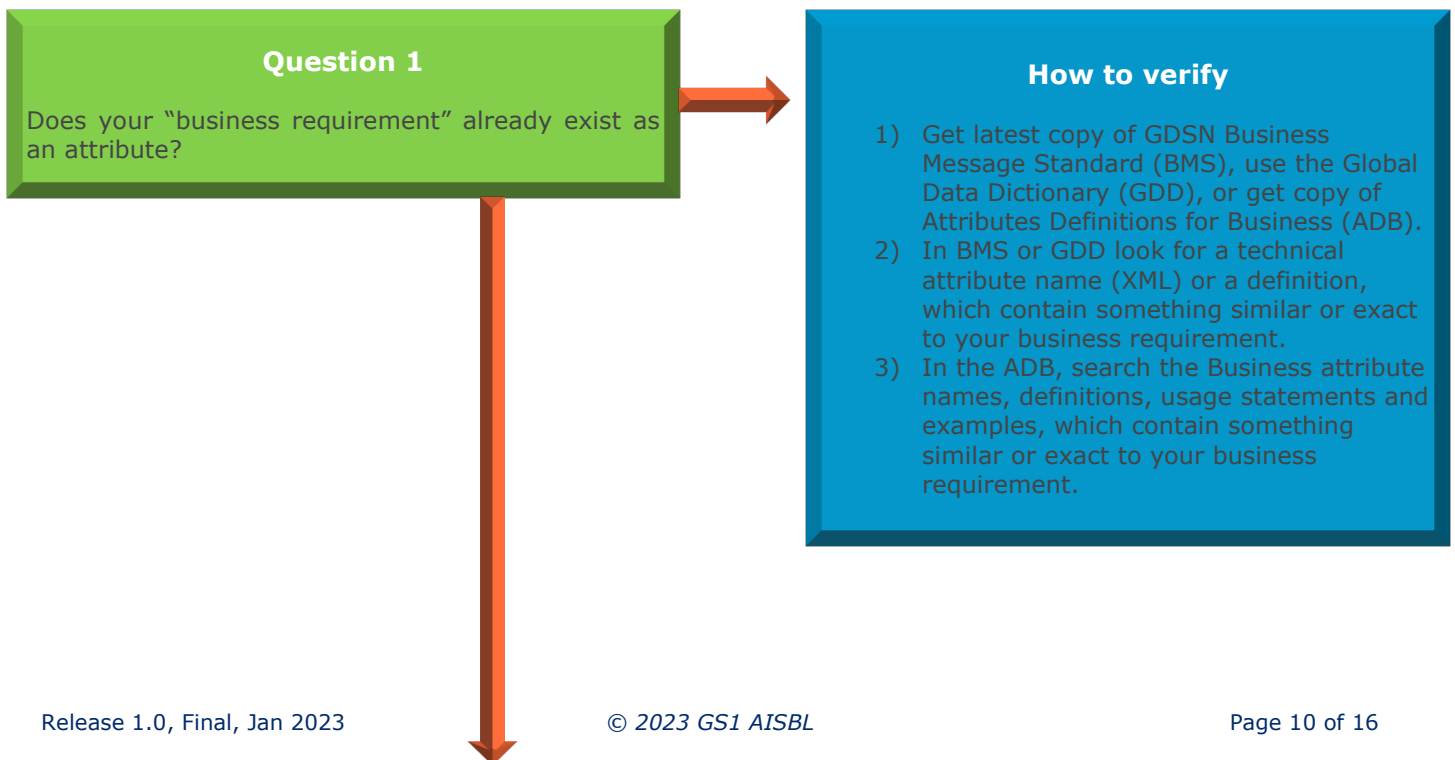 Question 1
Does your “business requirement” already exist as
an attribute?
How to verify
1) Get latest copy of GDSN Business
Message Standard (BMS), use the Global
Data Dictionary (GDD), or get copy of
Attributes Definitions for Business (ADB).
2) In BMS or GDD look for a technical
attribute name (XML) or a definition,
which contain something similar or exact
to your business requirement.
3) In the ADB, search the Business attribute
names, definitions, usage statements and
examples, which contain something
similar or exact to your business
requirement.
Release 1.0, Final, Jan 2023 © 2023 GS1 AISBL Page 10 of 16